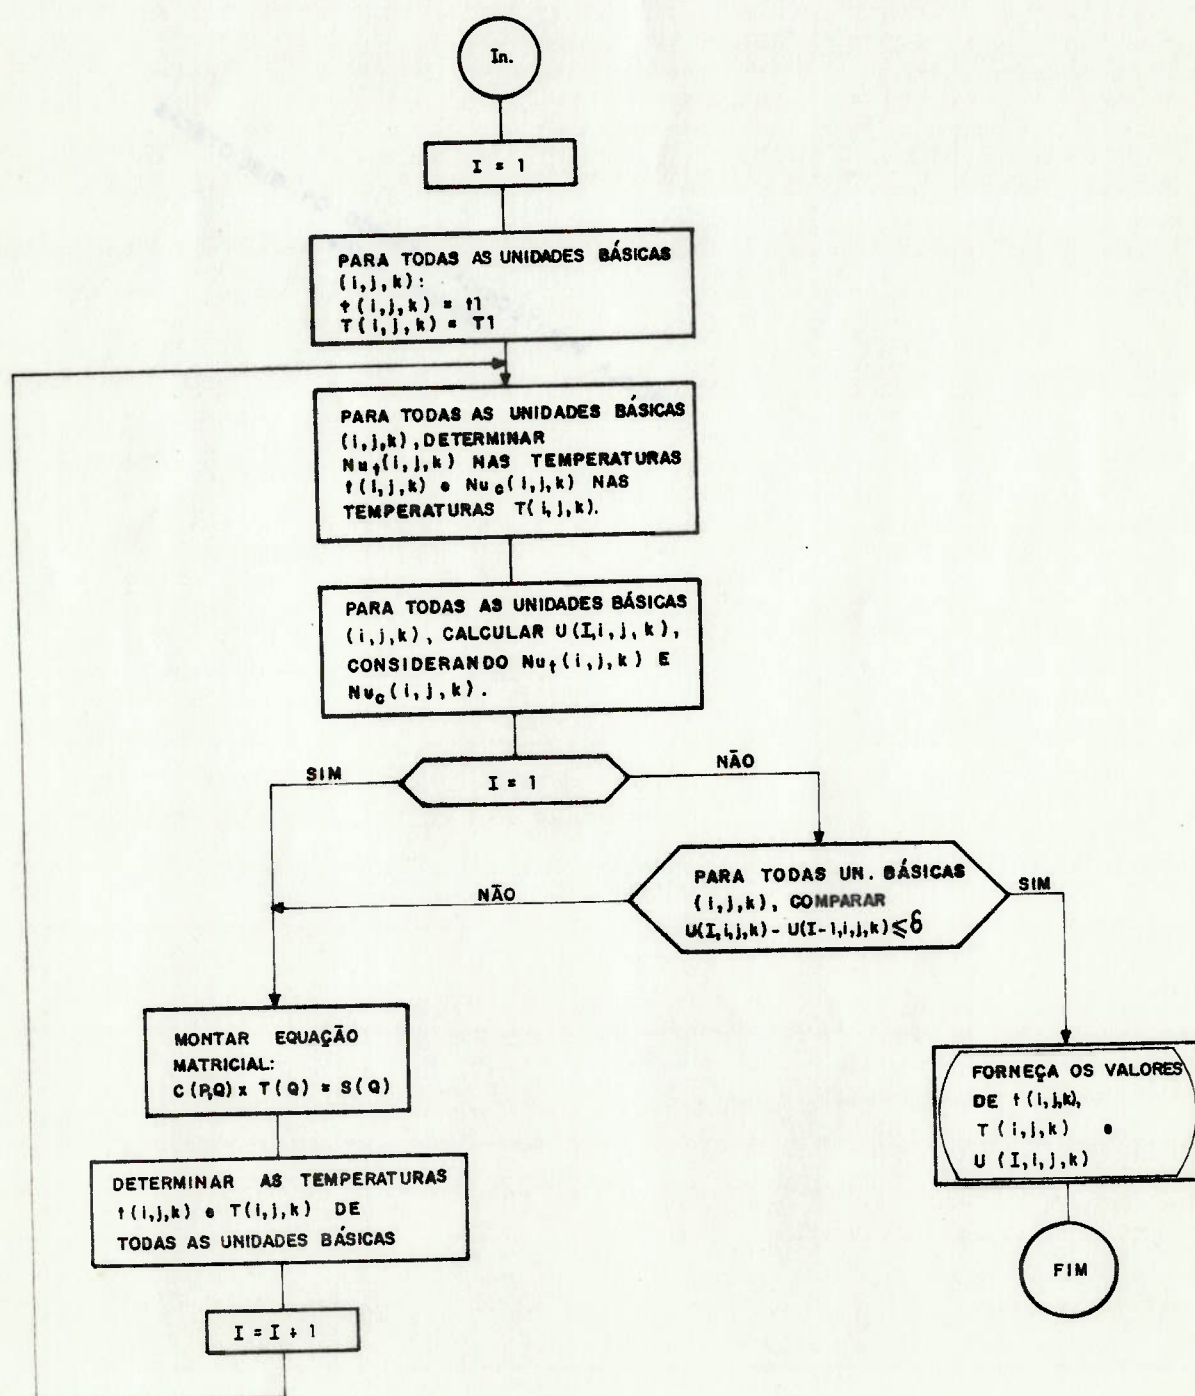 In.
I = 1
PARA TODAS AS UNIDADES BÁSICAS
(i,j,k):
t(i,j,k) = t1
T(i,j,k) = T1
PARA TODAS AS UNIDADES BÁSICAS
(i,j,k), DETERMINAR
Nut(i,j,k) NAS TEMPERATURAS
t(i,j,k) e Nuc(i,j,k) NAS
TEMPERATURAS T(i,j,k).
PARA TODAS AS UNIDADES BÁSICAS
(i,j,k), CALCULAR U(I,i,j,k),
CONSIDERANDO Nut(i,j,k) E
Nuc(i,j,k).
SIM
I = 1
NÃO
PARA TODAS UN. BÁSICAS
(i,j,k), COMPARAR
U(I,i,j,k) - U(I-1,i,j,k) ⩽ δ
NÃO
SIM
MONTAR EQUAÇÃO
MATRICIAL:
C(P,Q) x T(Q) = S(Q)
FORNEÇA OS VALORES
DE t(i,j,k),
T(i,j,k) e
U(I,i,j,k)
DETERMINAR AS TEMPERATURAS
t(i,j,k) e T(i,j,k) DE
TODAS AS UNIDADES BÁSICAS
FIM
I = I + 1